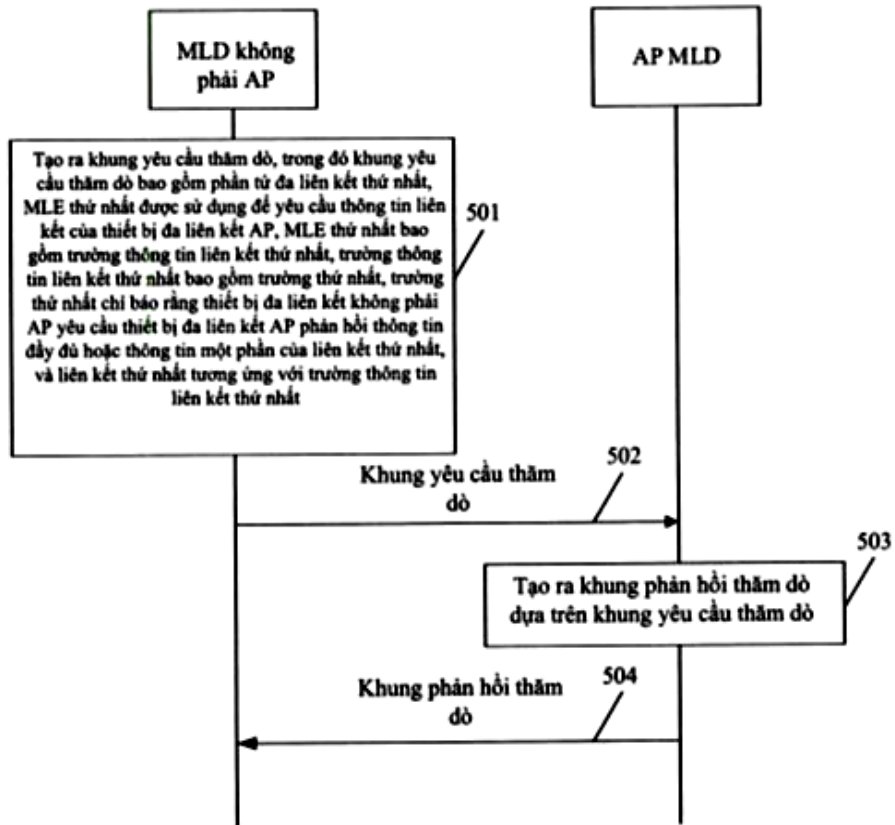 MLD không
phải AP
AP MLD
Tạo ra khung yêu cầu thăm dò, trong đó khung yêu
cầu thăm dò bao gồm phần tử đa liên kết thứ nhất,
MLE thứ nhất được sử dụng để yêu cầu thông tin liên
kết của thiết bị đa liên kết AP, MLE thứ nhất bao
gồm trường thông tin liên kết thứ nhất, trường thông
tin liên kết thứ nhất bao gồm trường thứ nhất, trường
thứ nhất chỉ báo rằng thiết bị đa liên kết không phải
AP yêu cầu thiết bị đa liên kết AP phản hồi thông tin
đầy đủ hoặc thông tin một phần của liên kết thứ nhất,
và liên kết thứ nhất tương ứng với trường thông tin
liên kết thứ nhất
501
Khung yêu cầu thăm
dò
502
503
Tạo ra khung phản hồi thăm dò
dựa trên khung yêu cầu thăm dò
Khung phản hồi thăm
dò
504